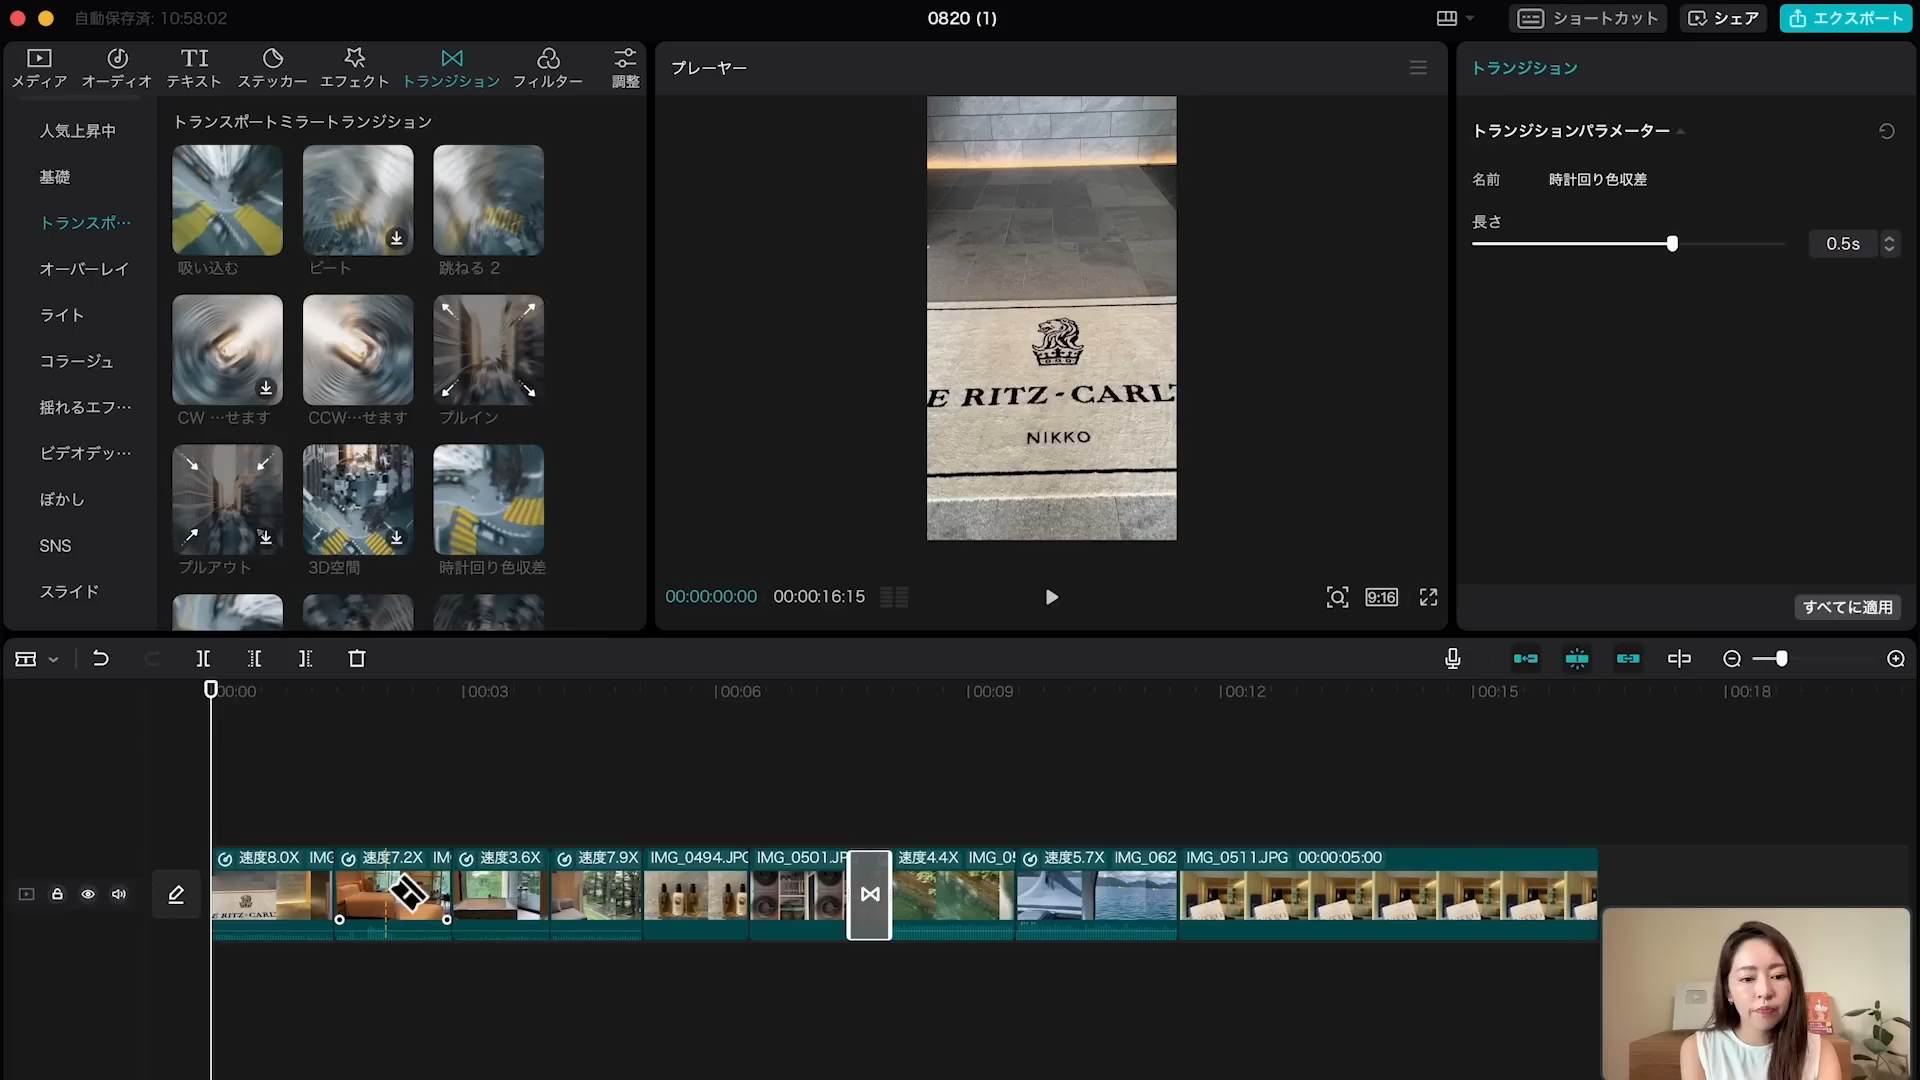 自動保存済: 10:58:02
0820 (1)
ショートカット
シェア
エクスポート
メディア
オーディオ
TI
テキスト
ステッカー
エフェクト
トランジション
フィルター
調整
人気上昇中
基礎
トランスポ…
オーバーレイ
ライト
コラージュ
揺れるエフ…
ビデオデッ…
ぼかし
SNS
スライド
トランスポートミラートランジション
吸い込む
ビート
跳ねる 2
CW …せます
CCW…せます
プルイン
プルアウト
3D空間
時計回り色収差
プレーヤー
E RITZ-CARLT
NIKKO
00:00:00:00
00:00:16:15
9:16
トランジション
トランジションパラメーター
名前
時計回り色収差
長さ
0.5s
すべてに適用
00:00
00:03
00:06
00:09
00:12
00:15
00:18
速度8.0X IMG
速度7.2X IM
速度3.6X
速度7.9X
IMG_0494.JPG
IMG_0501.JP
速度4.4X IMG_05
速度5.7X IMG_062
IMG_0511.JPG 00:00:05:00
E RITZ-CARL